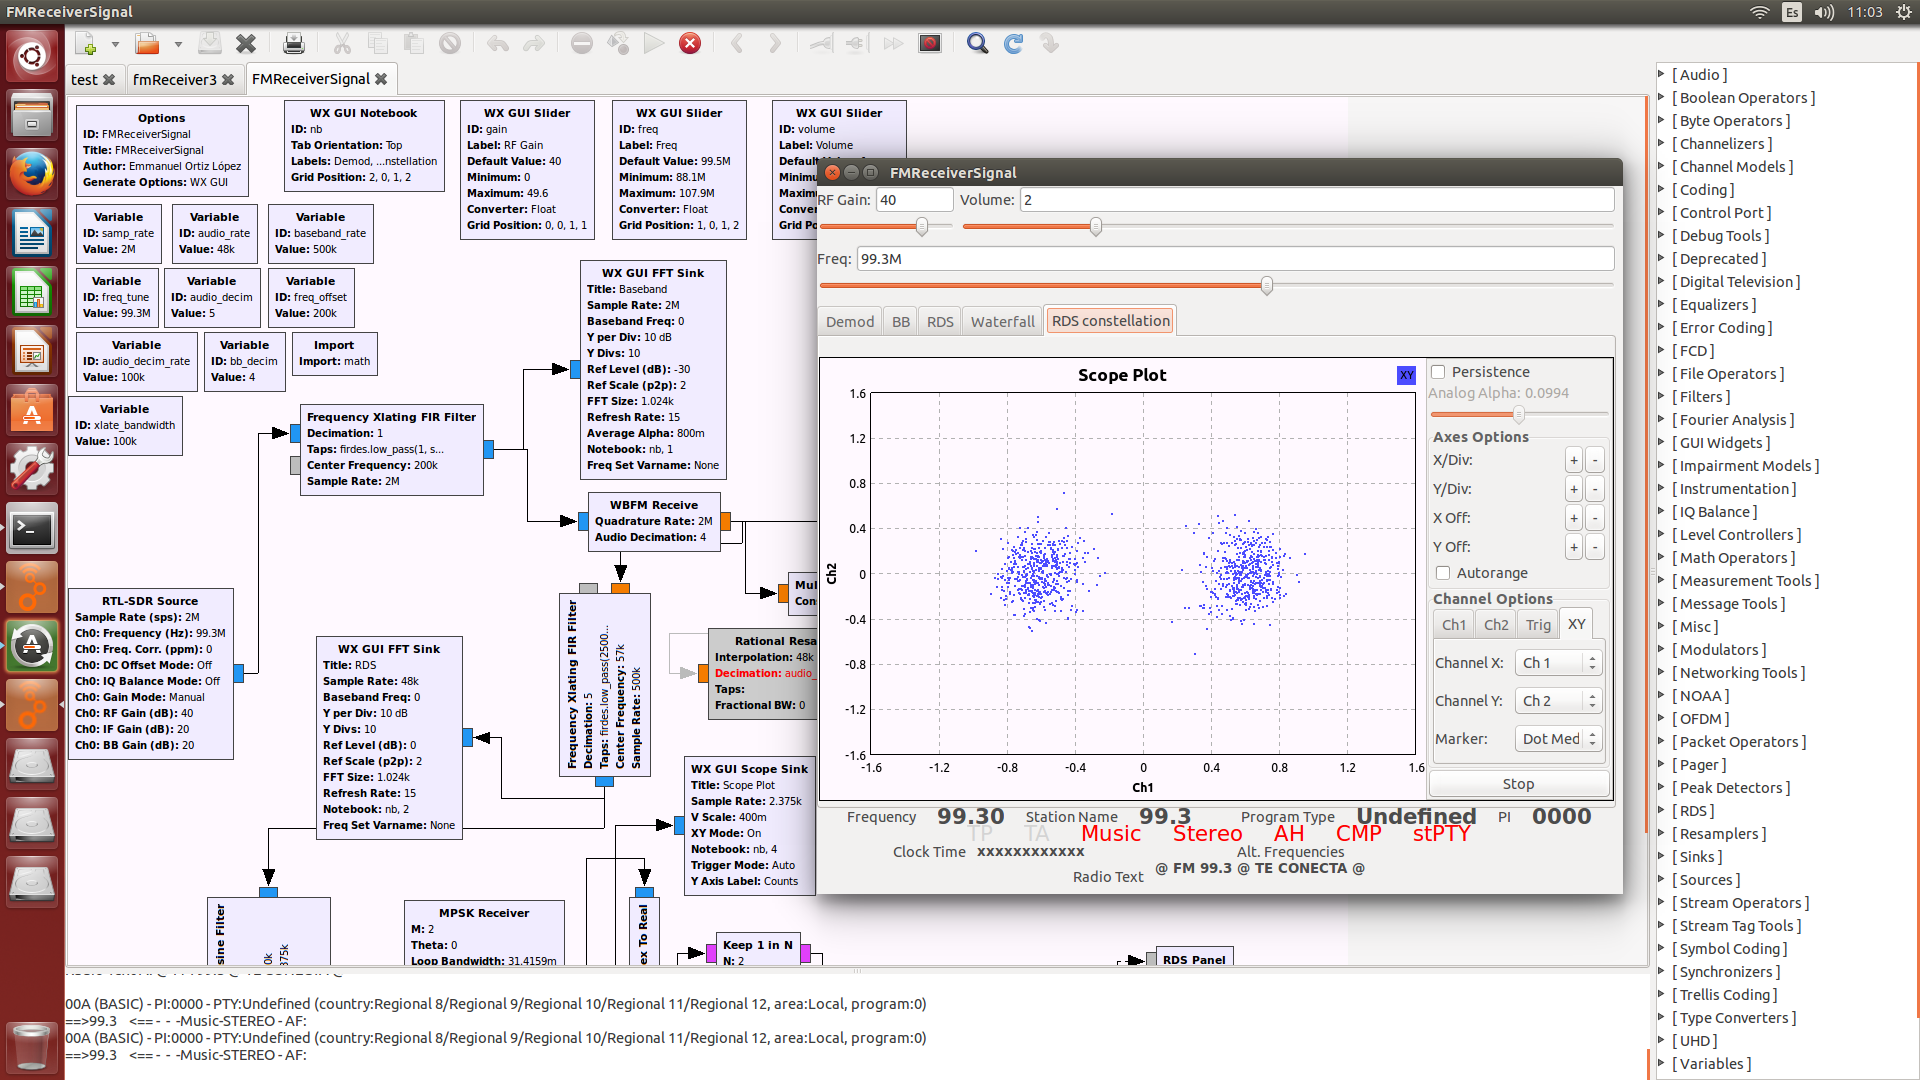 FMReceiverSignal
Es
11:03
test
fmReceiver3
FMReceiverSignal
Options
ID: FMReceiverSignal
Title: FMReceiverSignal
Author: Emmanuel Ortiz López
Generate Options: WX GUI
WX GUI Notebook
ID: nb
Tab Orientation: Top
Labels: Demod, ...nstellation
Grid Position: 2, 0, 1, 2
WX GUI Slider
ID: gain
Label: RF Gain
Default Value: 40
Minimum: 0
Maximum: 49.6
Converter: Float
Grid Position: 0, 0, 1, 1
WX GUI Slider
ID: freq
Label: Freq
Default Value: 99.5M
Minimum: 88.1M
Maximum: 107.9M
Converter: Float
Grid Position: 1, 0, 1, 2
WX GUI Slider
ID: volume
Label: Volume
Variable
ID: samp_rate
Value: 2M
Variable
ID: audio_rate
Value: 48k
Variable
ID: baseband_rate
Value: 500k
Variable
ID: freq_tune
Value: 99.3M
Variable
ID: audio_decim
Value: 5
Variable
ID: freq_offset
Value: 200k
Variable
ID: audio_decim_rate
Value: 100k
Variable
ID: bb_decim
Value: 4
Import
Import: math
Variable
ID: xlate_bandwidth
Value: 100k
Frequency Xlating FIR Filter
Decimation: 1
Taps: firdes.low_pass(1, s...
Center Frequency: 200k
Sample Rate: 2M
WX GUI FFT Sink
Title: Baseband
Sample Rate: 2M
Baseband Freq: 0
Y per Div: 10 dB
Y Divs: 10
Ref Level (dB): -30
Ref Scale (p2p): 2
FFT Size: 1.024k
Refresh Rate: 15
Average Alpha: 800m
Notebook: nb, 1
Freq Set Varname: None
WBFM Receive
Quadrature Rate: 2M
Audio Decimation: 4
Mul
Con
RTL-SDR Source
Sample Rate (sps): 2M
Ch0: Frequency (Hz): 99.3M
Ch0: Freq. Corr. (ppm): 0
Ch0: DC Offset Mode: Off
Ch0: IQ Balance Mode: Off
Ch0: Gain Mode: Manual
Ch0: RF Gain (dB): 40
Ch0: IF Gain (dB): 20
Ch0: BB Gain (dB): 20
WX GUI FFT Sink
Title: RDS
Sample Rate: 48k
Baseband Freq: 0
Y per Div: 10 dB
Y Divs: 10
Ref Level (dB): 0
Ref Scale (p2p): 2
FFT Size: 1.024k
Refresh Rate: 15
Notebook: nb, 2
Freq Set Varname: None
Frequency Xlating FIR Filter
Decimation: 5
Taps: firdes.low_pass(2500...
Center Frequency: 57k
Sample Rate: 500k
Rational Resa
Interpolation: 48k
Decimation: audio_
Taps:
Fractional BW: 0
WX GUI Scope Sink
Title: Scope Plot
Sample Rate: 2.375k
V Scale: 400m
XY Mode: On
Notebook: nb, 4
Trigger Mode: Auto
Y Axis Label: Counts
sine Filter
0k
375k
MPSK Receiver
M: 2
Theta: 0
Loop Bandwidth: 31.4159m
ex To Real
Keep 1 in N
N: 2
RDS Panel
FMReceiverSignal
RF Gain: 40 Volume: 2
Freq: 99.3M
Demod BB RDS Waterfall RDS constellation
Scope Plot
XY
1.6
1.2
0.8
0.4
0
-0.4
-0.8
-1.2
-1.6
Ch2
-1.6 -1.2 -0.8 -0.4 0 0.4 0.8 1.2 1.6
Ch1
Persistence
Analog Alpha: 0.0994
Axes Options
X/Div: + -
Y/Div: + -
X Off: + -
Y Off: + -
Autorange
Channel Options
Ch1 Ch2 Trig XY
Channel X: Ch 1
Channel Y: Ch 2
Marker: Dot Med
Stop
Frequency 99.30 Station Name 99.3 Program Type Undefined PI 0000
TP TA Music Stereo AH CMP stPTY
Clock Time xxxxxxxxxxxx Alt. Frequencies
Radio Text @ FM 99.3 @ TE CONECTA @
00A (BASIC) - PI:0000 - PTY:Undefined (country:Regional 8/Regional 9/Regional 10/Regional 11/Regional 12, area:Local, program:0)
==>99.3 <== - - -Music-STEREO - AF:
00A (BASIC) - PI:0000 - PTY:Undefined (country:Regional 8/Regional 9/Regional 10/Regional 11/Regional 12, area:Local, program:0)
==>99.3 <== - - -Music-STEREO - AF:
[ Audio ]
[ Boolean Operators ]
[ Byte Operators ]
[ Channelizers ]
[ Channel Models ]
[ Coding ]
[ Control Port ]
[ Debug Tools ]
[ Deprecated ]
[ Digital Television ]
[ Equalizers ]
[ Error Coding ]
[ FCD ]
[ File Operators ]
[ Filters ]
[ Fourier Analysis ]
[ GUI Widgets ]
[ Impairment Models ]
[ Instrumentation ]
[ IQ Balance ]
[ Level Controllers ]
[ Math Operators ]
[ Measurement Tools ]
[ Message Tools ]
[ Misc ]
[ Modulators ]
[ Networking Tools ]
[ NOAA ]
[ OFDM ]
[ Packet Operators ]
[ Pager ]
[ Peak Detectors ]
[ RDS ]
[ Resamplers ]
[ Sinks ]
[ Sources ]
[ Stream Operators ]
[ Stream Tag Tools ]
[ Symbol Coding ]
[ Synchronizers ]
[ Trellis Coding ]
[ Type Converters ]
[ UHD ]
[ Variables ]